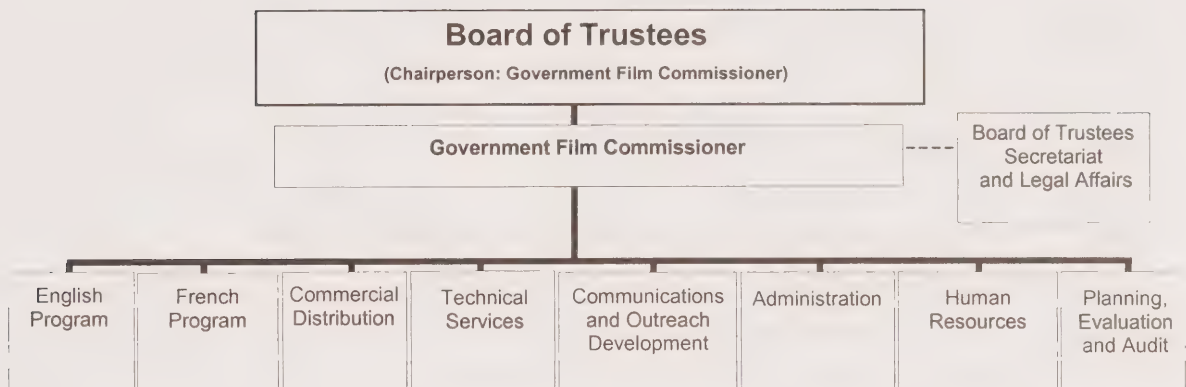 Board of Trustees
(Chairperson: Government Film Commissioner)
Government Film Commissioner
Board of Trustees
Secretariat
and Legal Affairs
English
Program
French
Program
Commercial
Distribution
Technical
Services
Communications
and Outreach
Development
Administration
Human
Resources
Planning,
Evaluation
and Audit